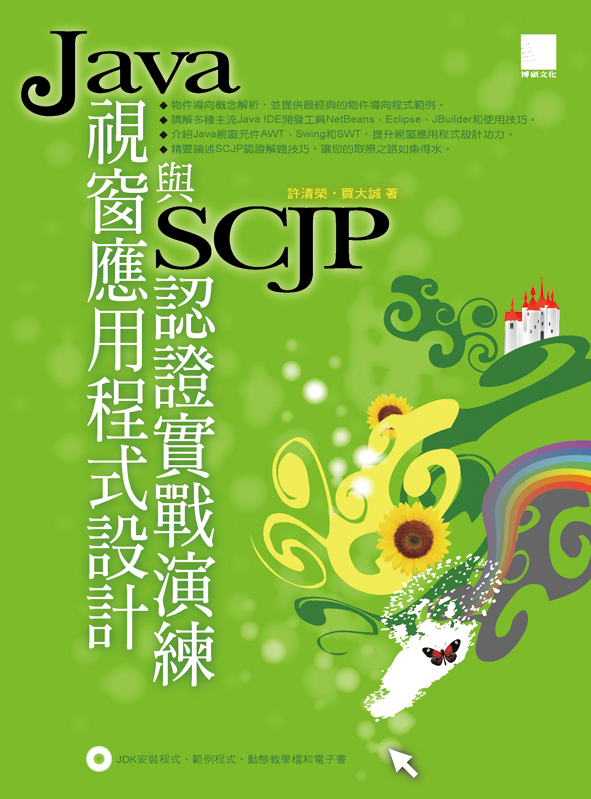 Java
視窗應用程式設計
與
SCJP
認證實戰演練
博碩文化
◆ 物件導向概念解析，並提供最經典的物件導向程式範例。
◆ 講解多種主流Java IDE開發工具NetBeans、Eclipse、JBuilder和使用技巧。
◆ 介紹Java視窗元件AWT、Swing和SWT，提升視窗應用程式設計功力。
◆ 精要論述SCJP認證解題技巧，讓您的取照之路如魚得水。
許清榮・買大誠 著
JDK安裝程式、範例程式、動態教學檔和電子書